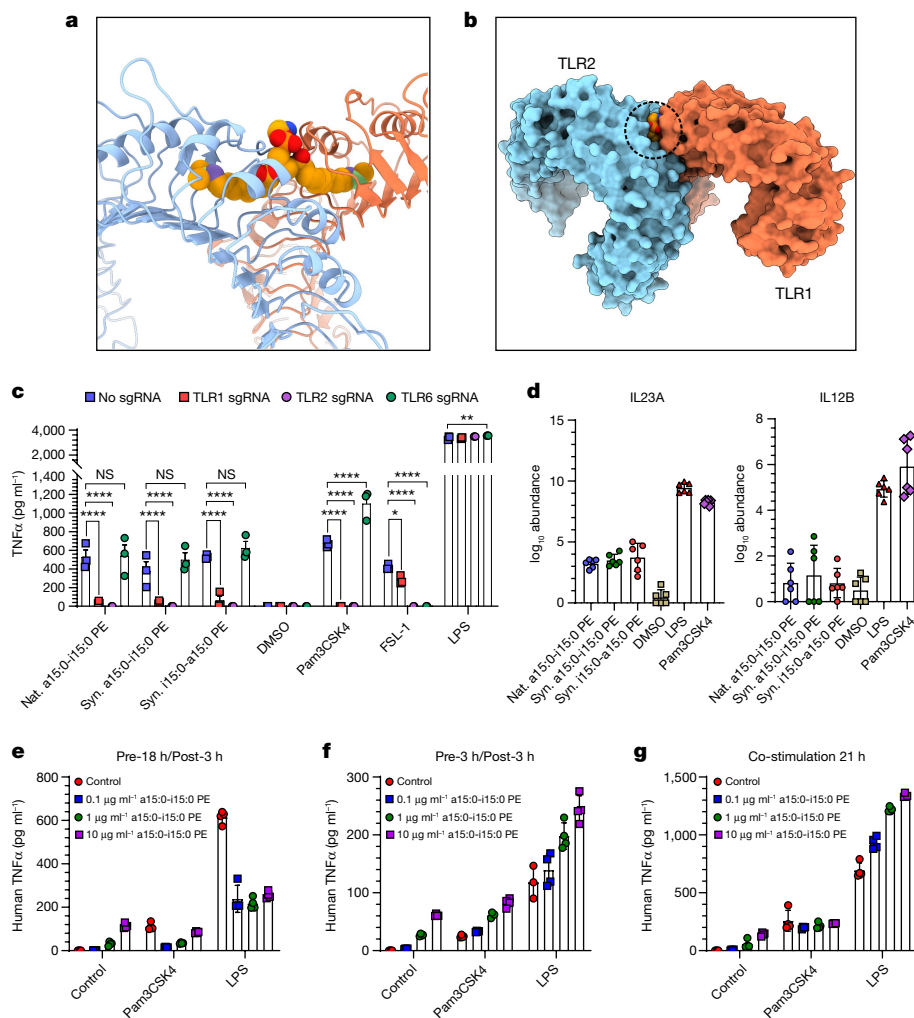 a
b
TLR2
TLR1
c
No sgRNA
TLR1 sgRNA
TLR2 sgRNA
TLR6 sgRNA
TNFα (pg ml⁻¹)
4,000
2,000
1,400
1,200
1,000
800
600
400
200
0
NS
****
****
NS
****
****
NS
****
****
****
****
****
****
****
*
**
Nat. a15:0-i15:0 PE
Syn. a15:0-i15:0 PE
Syn. i15:0-a15:0 PE
DMSO
Pam3CSK4
FSL-1
LPS
d
IL23A
log₁₀ abundance
15
10
5
0
Nat. a15:0-i15:0 PE
Syn. a15:0-i15:0 PE
Syn. i15:0-a15:0 PE
DMSO
LPS
Pam3CSK4
IL12B
log₁₀ abundance
8
6
4
2
0
Nat. a15:0-i15:0 PE
Syn. a15:0-i15:0 PE
Syn. i15:0-a15:0 PE
DMSO
LPS
Pam3CSK4
e
Pre-18 h/Post-3 h
Human TNFα (pg ml⁻¹)
800
600
400
200
0
Control
0.1 μg ml⁻¹ a15:0-i15:0 PE
1 μg ml⁻¹ a15:0-i15:0 PE
10 μg ml⁻¹ a15:0-i15:0 PE
Control
Pam3CSK4
LPS
f
Pre-3 h/Post-3 h
Human TNFα (pg ml⁻¹)
300
200
100
0
Control
0.1 μg ml⁻¹ a15:0-i15:0 PE
1 μg ml⁻¹ a15:0-i15:0 PE
10 μg ml⁻¹ a15:0-i15:0 PE
Control
Pam3CSK4
LPS
g
Co-stimulation 21 h
Human TNFα (pg ml⁻¹)
1,500
1,000
500
0
Control
0.1 μg ml⁻¹ a15:0-i15:0 PE
1 μg ml⁻¹ a15:0-i15:0 PE
10 μg ml⁻¹ a15:0-i15:0 PE
Control
Pam3CSK4
LPS